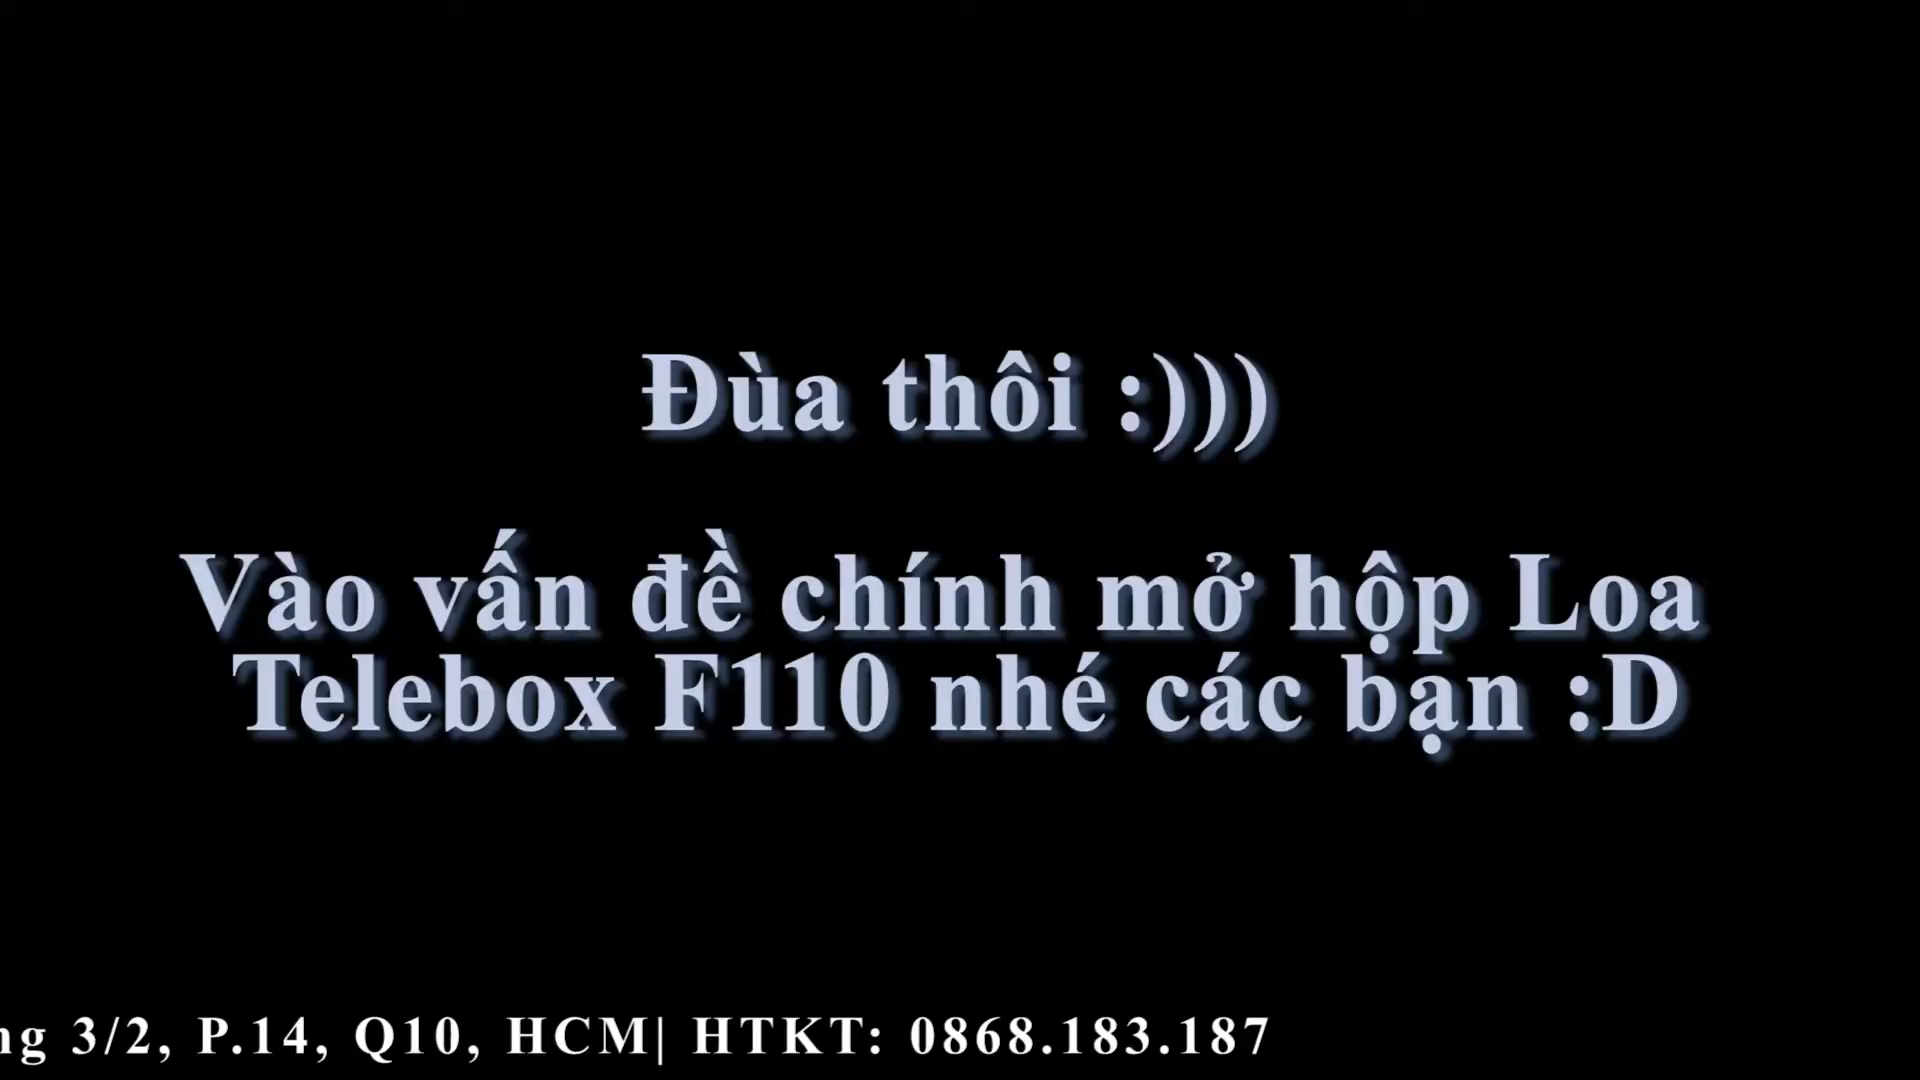 Đùa thôi :)))
Vào vấn đề chính mở hộp Loa
Telebox F110 nhé các bạn :D
ng 3/2, P.14, Q10, HCM| HTKT: 0868.183.187